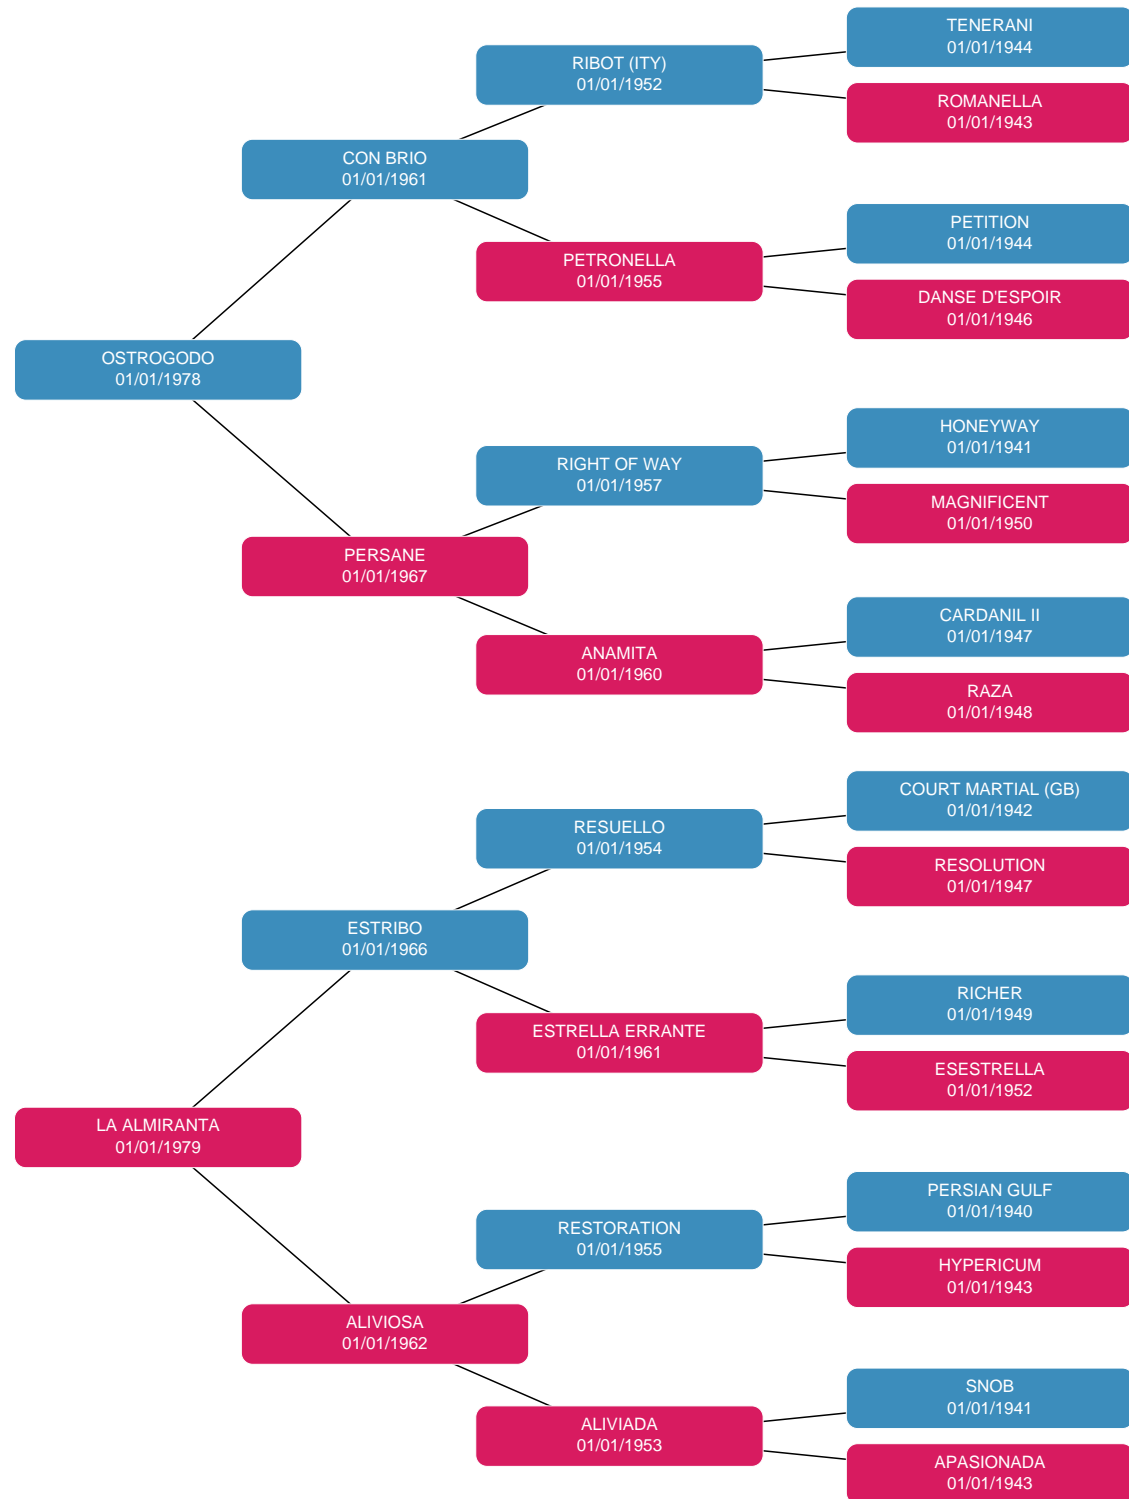 TENERANI
01/01/1944
RIBOT (ITY)
01/01/1952
ROMANELLA
01/01/1943
CON BRIO
01/01/1961
PETITION
01/01/1944
PETRONELLA
01/01/1955
DANSE D'ESPOIR
01/01/1946
OSTROGODO
01/01/1978
HONEYWAY
01/01/1941
RIGHT OF WAY
01/01/1957
MAGNIFICENT
01/01/1950
PERSANE
01/01/1967
CARDANIL II
01/01/1947
ANAMITA
01/01/1960
RAZA
01/01/1948
COURT MARTIAL (GB)
01/01/1942
RESUELLO
01/01/1954
RESOLUTION
01/01/1947
ESTRIBO
01/01/1966
RICHER
01/01/1949
ESTRELLA ERRANTE
01/01/1961
ESESTRELLA
01/01/1952
LA ALMIRANTA
01/01/1979
PERSIAN GULF
01/01/1940
RESTORATION
01/01/1955
HYPERICUM
01/01/1943
ALIVIOSA
01/01/1962
SNOB
01/01/1941
ALIVIADA
01/01/1953
APASIONADA
01/01/1943